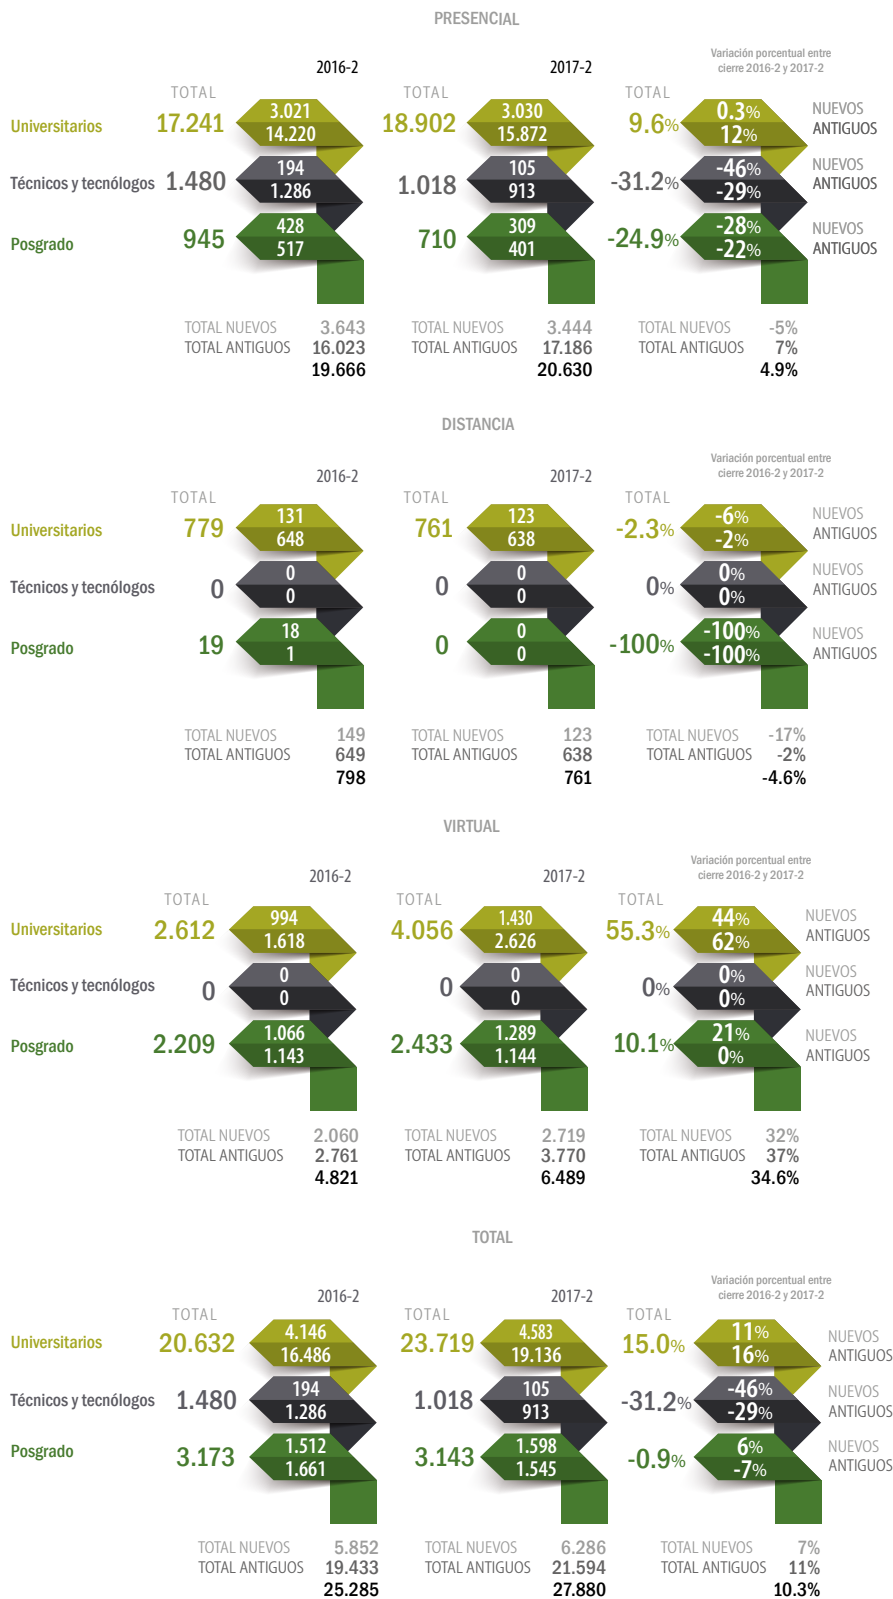 PRESENCIAL
2016-2
2017-2
Variación porcentual entre
cierre 2016-2 y 2017-2
TOTAL
TOTAL
TOTAL
Universitarios
17.241
3.021
14.220
18.902
3.030
15.872
9.6%
0.3%
12%
NUEVOS
ANTIGUOS
Técnicos y tecnólogos
1.480
194
1.286
1.018
105
913
-31.2%
-46%
-29%
NUEVOS
ANTIGUOS
Posgrado
945
428
517
710
309
401
-24.9%
-28%
-22%
NUEVOS
ANTIGUOS
TOTAL NUEVOS 3.643 TOTAL NUEVOS 3.444 TOTAL NUEVOS -5%
TOTAL ANTIGUOS 16.023 TOTAL ANTIGUOS 17.186 TOTAL ANTIGUOS 7%
19.666 20.630 4.9%
DISTANCIA
2016-2
2017-2
Variación porcentual entre
cierre 2016-2 y 2017-2
TOTAL
TOTAL
TOTAL
Universitarios
779
131
648
761
123
638
-2.3%
-6%
-2%
NUEVOS
ANTIGUOS
Técnicos y tecnólogos
0
0
0
0
0
0
0%
0%
0%
NUEVOS
ANTIGUOS
Posgrado
19
18
1
0
0
0
-100%
-100%
-100%
NUEVOS
ANTIGUOS
TOTAL NUEVOS 149 TOTAL NUEVOS 123 TOTAL NUEVOS -17%
TOTAL ANTIGUOS 649 TOTAL ANTIGUOS 638 TOTAL ANTIGUOS -2%
798 761 -4.6%
VIRTUAL
2016-2
2017-2
Variación porcentual entre
cierre 2016-2 y 2017-2
TOTAL
TOTAL
TOTAL
Universitarios
2.612
994
1.618
4.056
1.430
2.626
55.3%
44%
62%
NUEVOS
ANTIGUOS
Técnicos y tecnólogos
0
0
0
0
0
0
0%
0%
0%
NUEVOS
ANTIGUOS
Posgrado
2.209
1.066
1.143
2.433
1.289
1.144
10.1%
21%
0%
NUEVOS
ANTIGUOS
TOTAL NUEVOS 2.060 TOTAL NUEVOS 2.719 TOTAL NUEVOS 32%
TOTAL ANTIGUOS 2.761 TOTAL ANTIGUOS 3.770 TOTAL ANTIGUOS 37%
4.821 6.489 34.6%
TOTAL
2016-2
2017-2
Variación porcentual entre
cierre 2016-2 y 2017-2
TOTAL
TOTAL
TOTAL
Universitarios
20.632
4.146
16.486
23.719
4.583
19.136
15.0%
11%
16%
NUEVOS
ANTIGUOS
Técnicos y tecnólogos
1.480
194
1.286
1.018
105
913
-31.2%
-46%
-29%
NUEVOS
ANTIGUOS
Posgrado
3.173
1.512
1.661
3.143
1.598
1.545
-0.9%
6%
-7%
NUEVOS
ANTIGUOS
TOTAL NUEVOS 5.852 TOTAL NUEVOS 6.286 TOTAL NUEVOS 7%
TOTAL ANTIGUOS 19.433 TOTAL ANTIGUOS 21.594 TOTAL ANTIGUOS 11%
25.285 27.880 10.3%